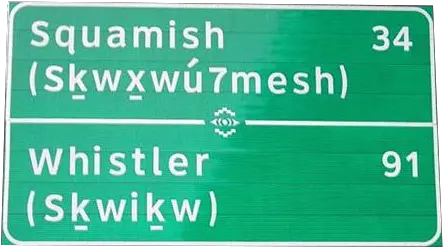 Squamish 34
(Sḵwx̱wú7mesh)
Whistler 91
(Sḵwiḵw)